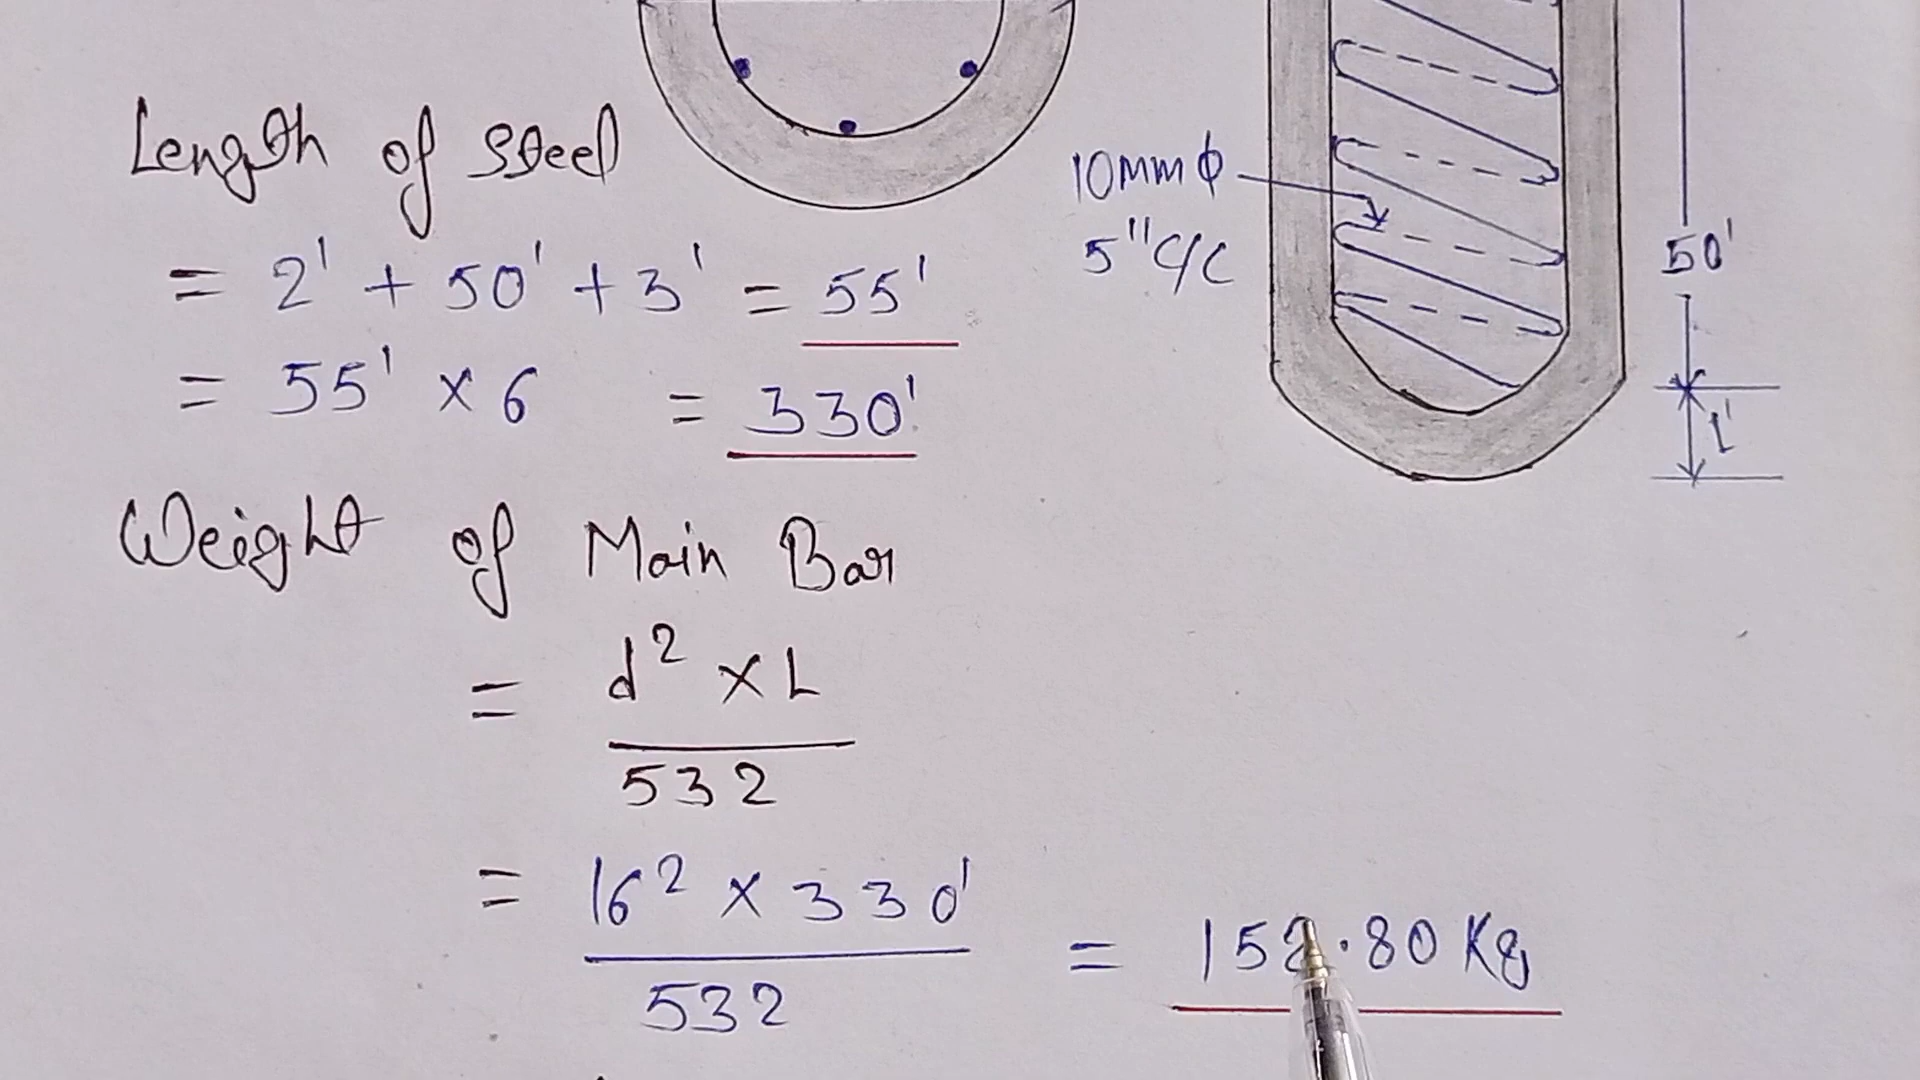 Length of Steel
= 2' + 50' + 3' = 55'
= 55' × 6 = 330'
10mm ϕ
5" C/C
50'
1'
Weight of Main Bar
= d² × L
532
= 16² × 330'
532
= 158.80 Kg